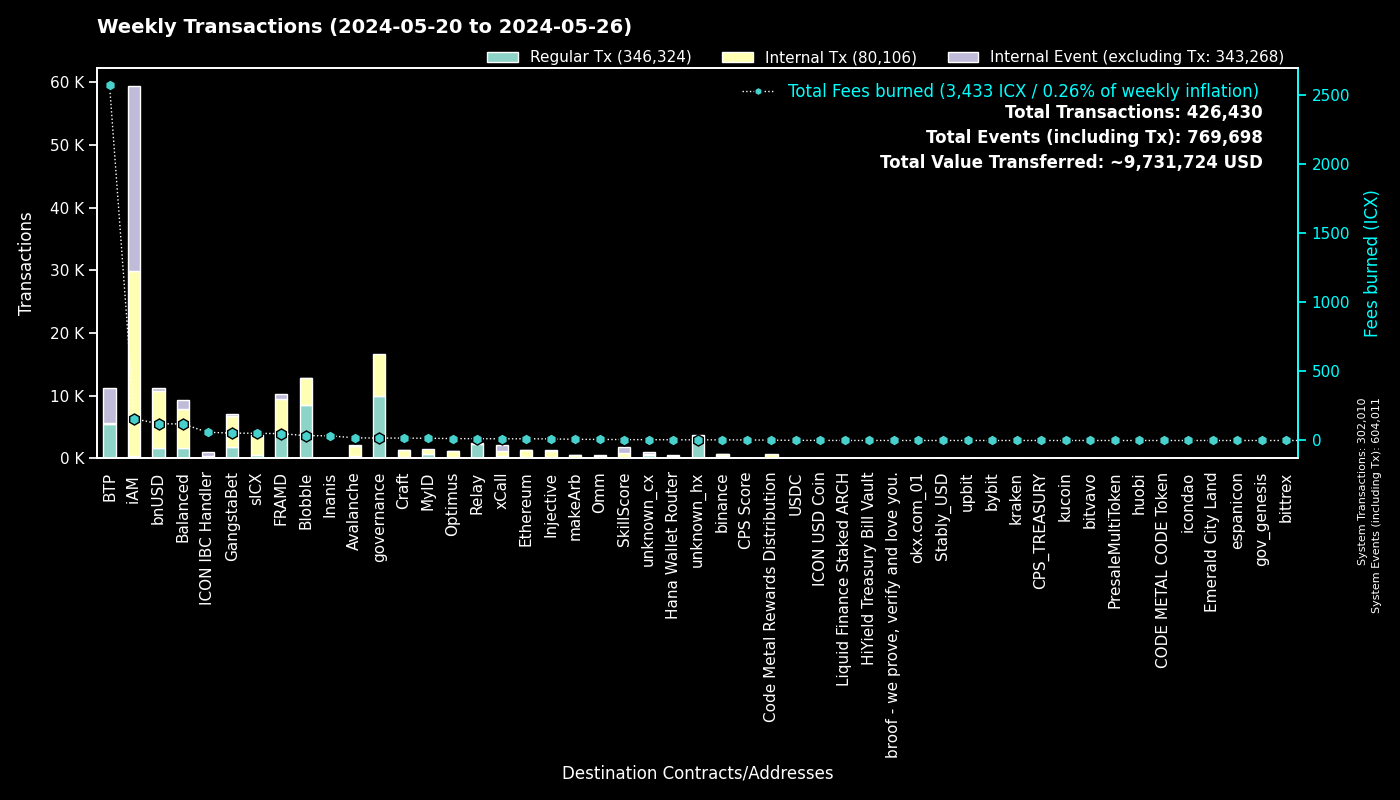 Weekly Transactions (2024-05-20 to 2024-05-26)
Regular Tx (346,324)
Internal Tx (80,106)
Internal Event (excluding Tx: 343,268)
Total Fees burned (3,433 ICX / 0.26% of weekly inflation)
Total Transactions: 426,430
Total Events (including Tx): 769,698
Total Value Transferred: ~9,731,724 USD
Transactions
60 K
50 K
40 K
30 K
20 K
10 K
0 K
2500
2000
1500
1000
500
0
Fees burned (ICX)
BTP
iAM
bnUSD
Balanced
ICON IBC Handler
GangstaBet
sICX
FRAMD
Blobble
Inanis
Avalanche
governance
Craft
MyID
Optimus
Relay
xCall
Ethereum
Injective
makeArb
Omm
SkillScore
unknown_cx
Hana Wallet Router
unknown_hx
binance
CPS Score
Code Metal Rewards Distribution
USDC
ICON USD Coin
Liquid Finance Staked ARCH
HiYield Treasury Bill Vault
broof - we prove, verify and love you.
okx.com_01
Stably_USD
upbit
bybit
kraken
CPS_TREASURY
kucoin
bitvavo
PresaleMultiToken
huobi
CODE METAL CODE Token
icondao
Emerald City Land
espanicon
gov_genesis
bittrex
System Transactions: 302,010
System Events (including Tx): 604,011
Destination Contracts/Addresses